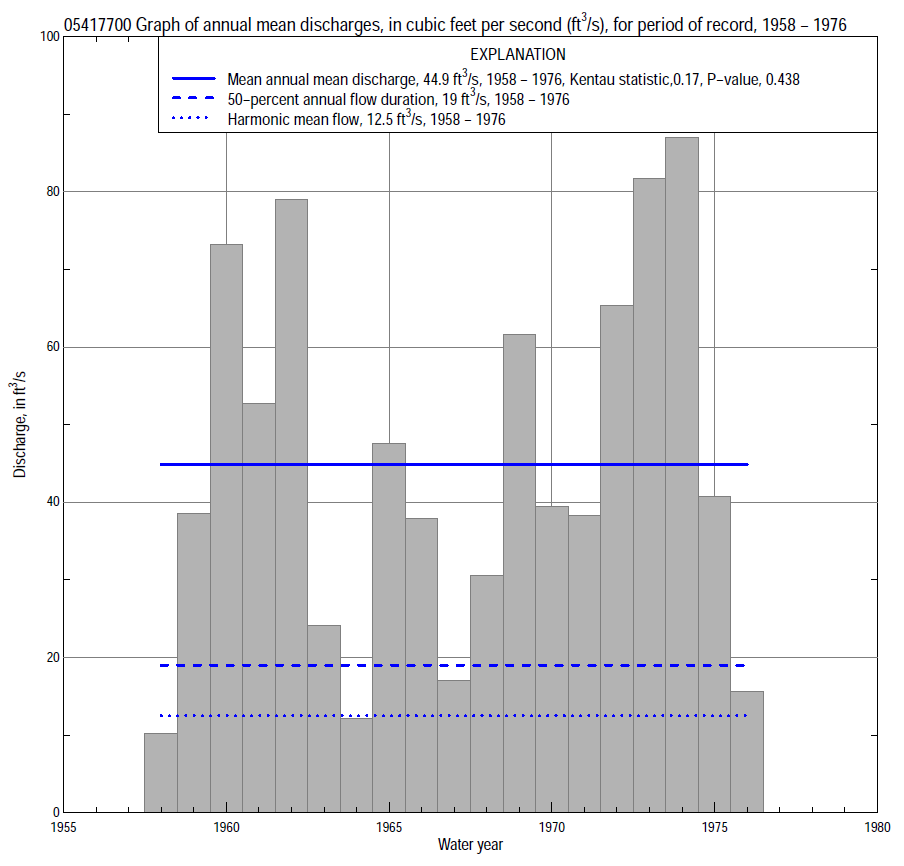 05417700 Graph of annual mean discharges, in cubic feet per second (ft³/s), for period of record, 1958 – 1976
EXPLANATION
Mean annual mean discharge, 44.9 ft³/s, 1958 – 1976, Kentau statistic,0.17, P–value, 0.438
50–percent annual flow duration, 19 ft³/s, 1958 – 1976
Harmonic mean flow, 12.5 ft³/s, 1958 – 1976
100
80
60
40
20
0
Discharge, in ft³/s
1955 1960 1965 1970 1975 1980
Water year